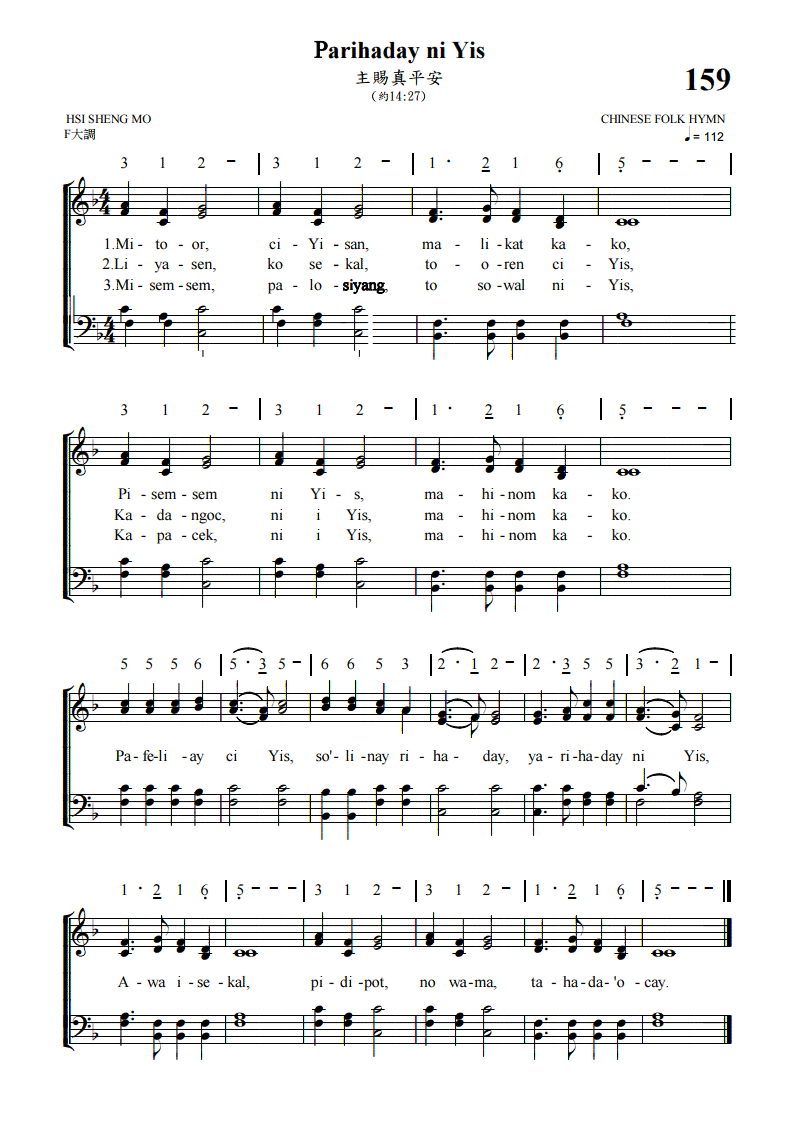 Parihaday ni Yis
主賜真平安
159
(約14:27)
HSI SHENG MO
CHINESE FOLK HYMN
F大調
= 112
3 1 2 - | 3 1 2 - | 1 · 2 1 6 | 5 - - - |
1.Mi - to - or, ci - Yi - san, ma - li - kat ka - ko,
2.Li - ya - sen, ko se - kal, to - o - ren ci - Yis,
3.Mi - sem - sem, pa - lo - siyang, to so - wal ni - Yis,
3 1 2 - | 3 1 2 - | 1 · 2 1 6 | 5 - - - |
Pi - sem - sem ni Yi - s, ma - hi - nom ka - ko.
Ka - da - ngoc, ni i Yis, ma - hi - nom ka - ko.
Ka - pa - cek, ni i Yis, ma - hi - nom ka - ko.
5 5 5 6 | 5 · 3 5 - | 6 6 5 3 | 2 · 1 2 - | 2 · 3 5 5 | 3 · 2 1 - |
Pa - fe - li - ay ci Yis, so'- li - nay ri - ha - day, ya - ri - ha - day ni Yis,
1 · 2 1 6 | 5 - - - | 3 1 2 - | 3 1 2 - | 1 · 2 1 6 | 5 - - - ||
A - wa i - se - kal, pi - di - pot, no wa - ma, ta - ha - da - 'o - cay.